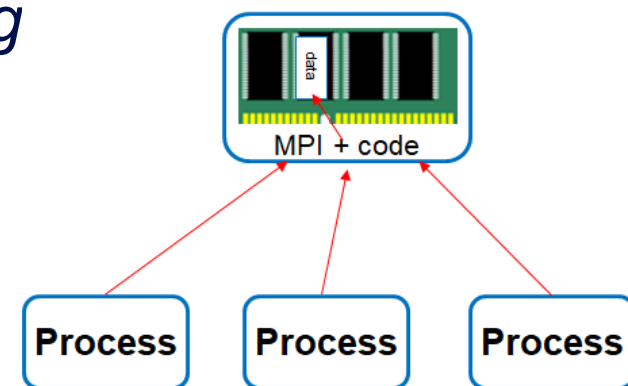 g
data
MPI + code
Process Process Process